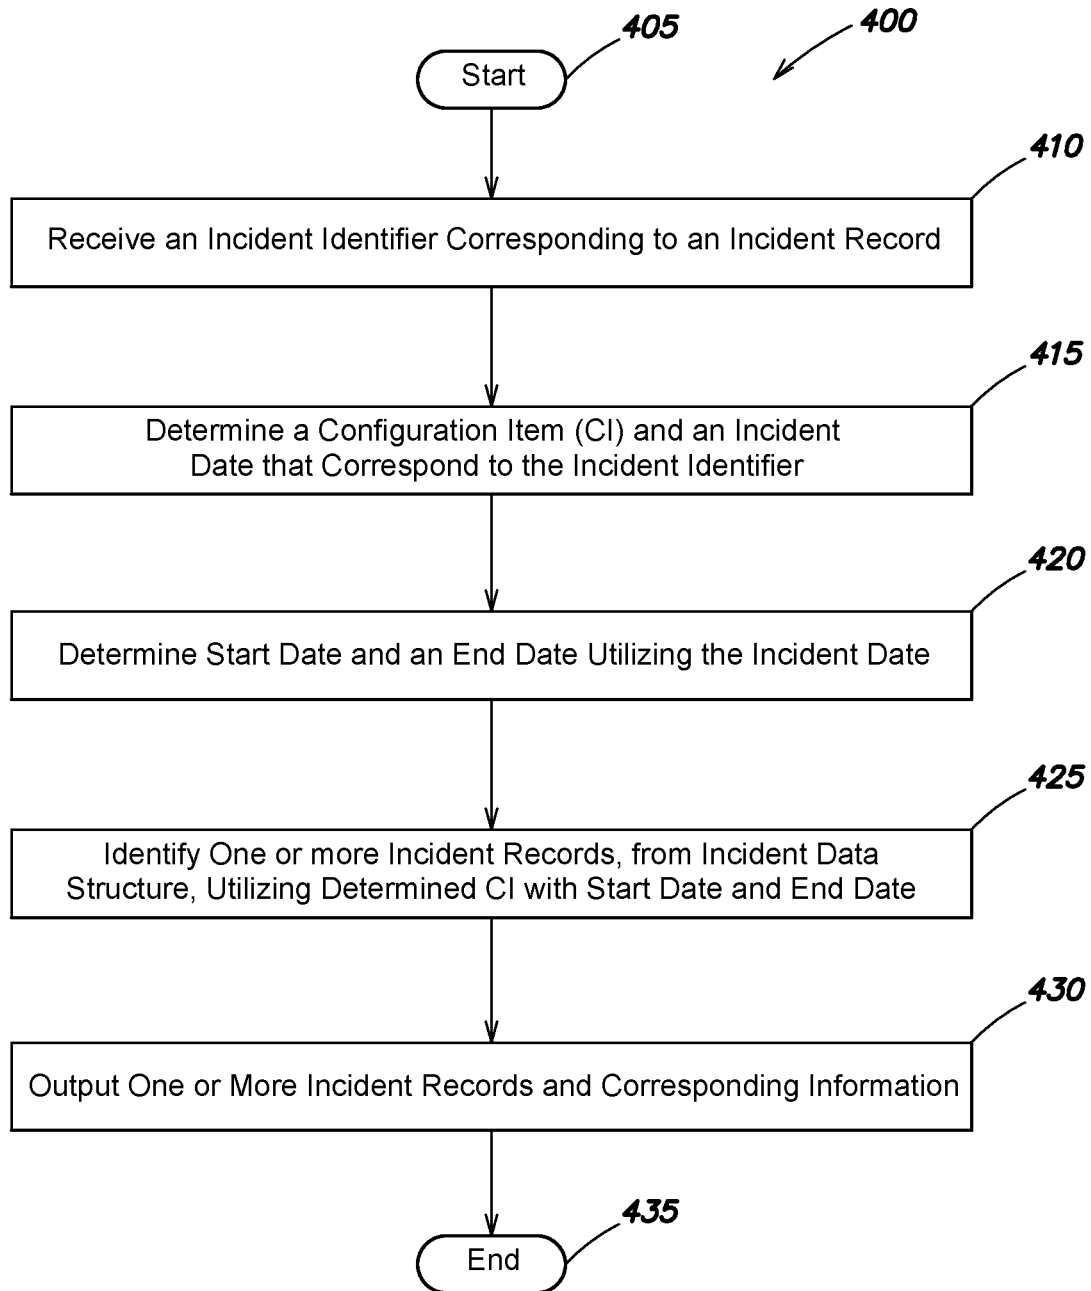 405
400
Start
410
Receive an Incident Identifier Corresponding to an Incident Record
415
Determine a Configuration Item (CI) and an Incident
Date that Correspond to the Incident Identifier
420
Determine Start Date and an End Date Utilizing the Incident Date
425
Identify One or more Incident Records, from Incident Data
Structure, Utilizing Determined CI with Start Date and End Date
430
Output One or More Incident Records and Corresponding Information
435
End